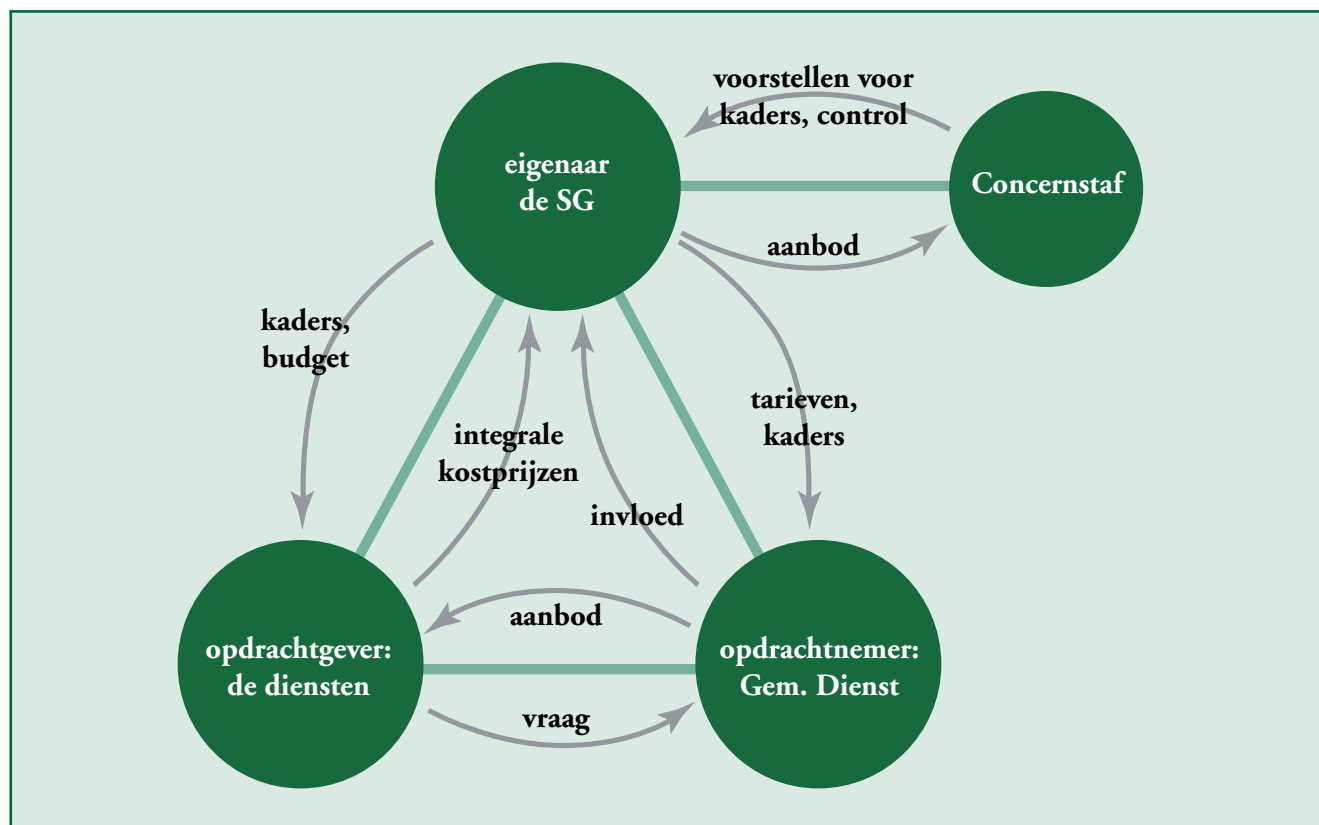 voorstellen voor
kaders, control
eigenaar
de SG
Concernstaf
aanbod
kaders,
budget
tarieven,
kaders
integrale
kostprijzen
invloed
aanbod
opdrachtgever:
de diensten
opdrachtnemer:
Gem. Dienst
vraag